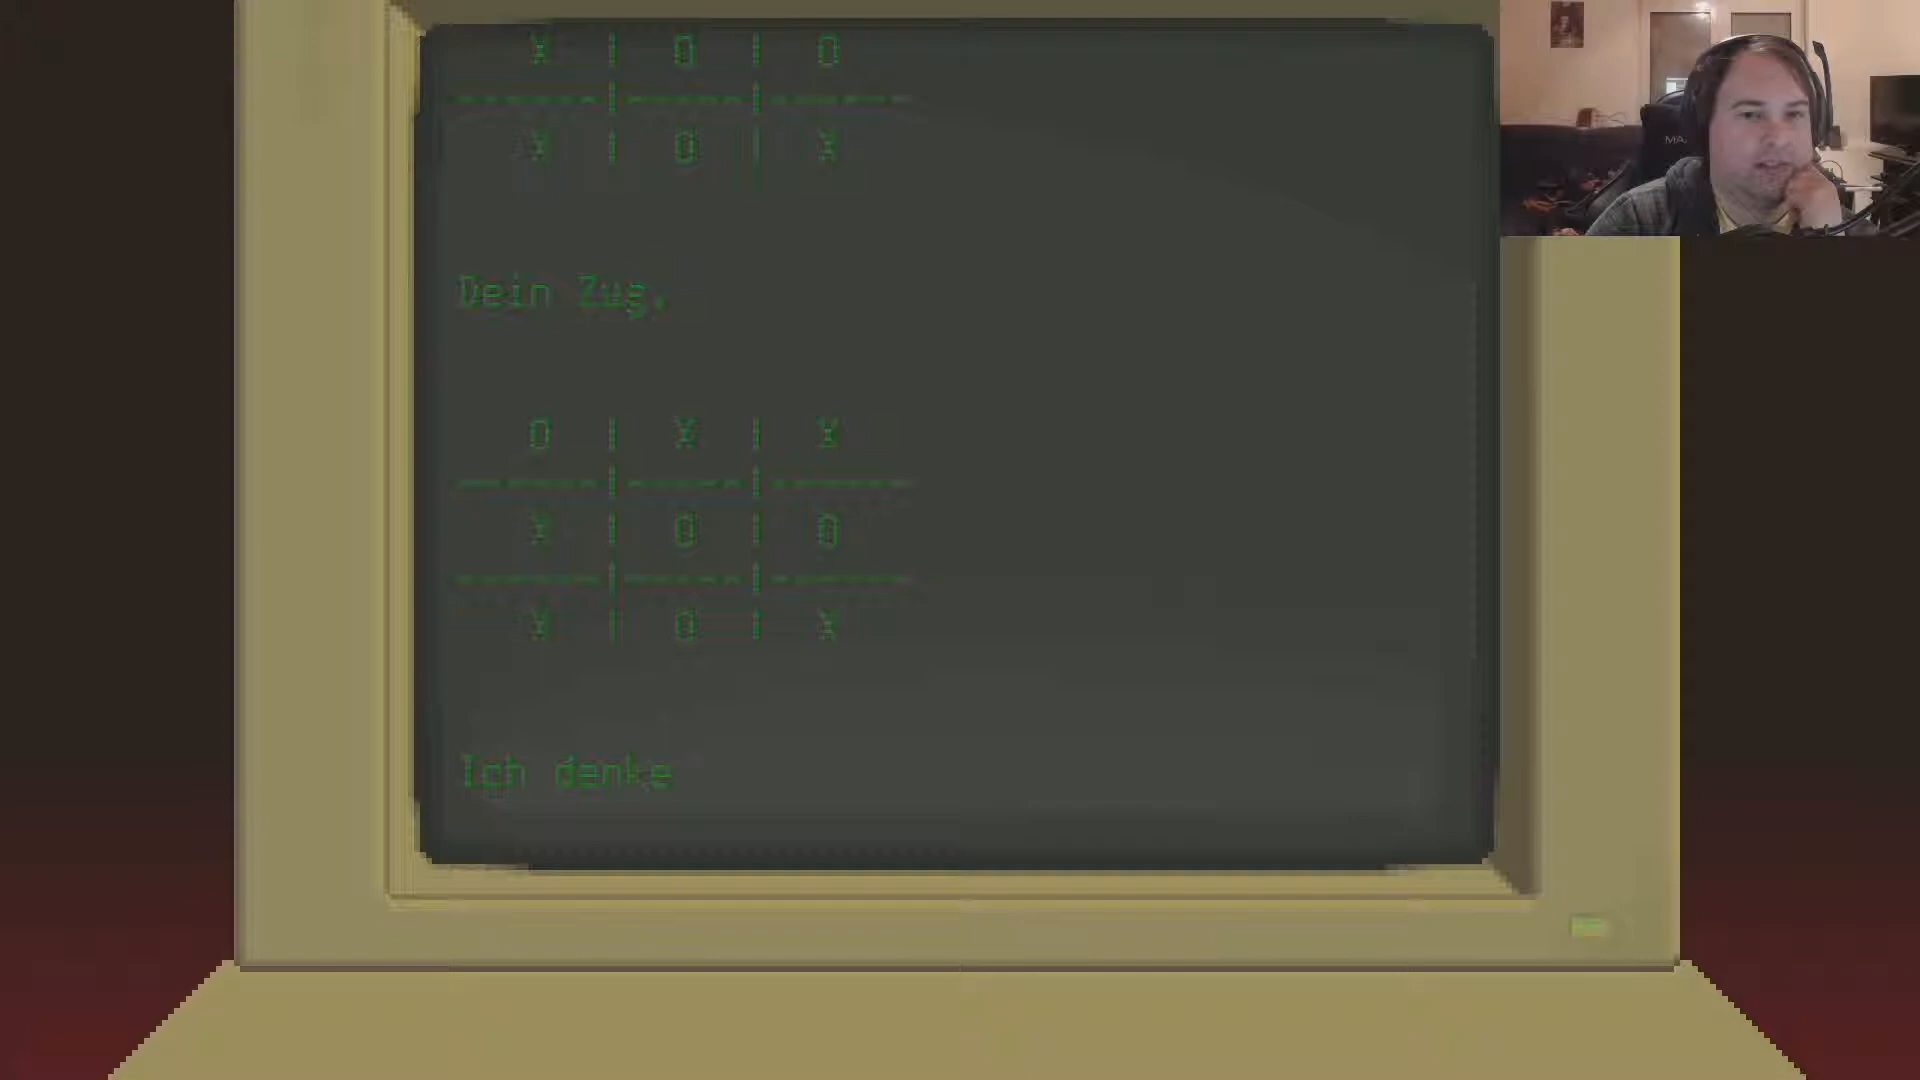 X | O | O
-------|------|-------
X | O | X
Dein Zug.
O | X | X
-------|------|-------
X | O | O
-------|------|-------
X | O | X
Ich denke